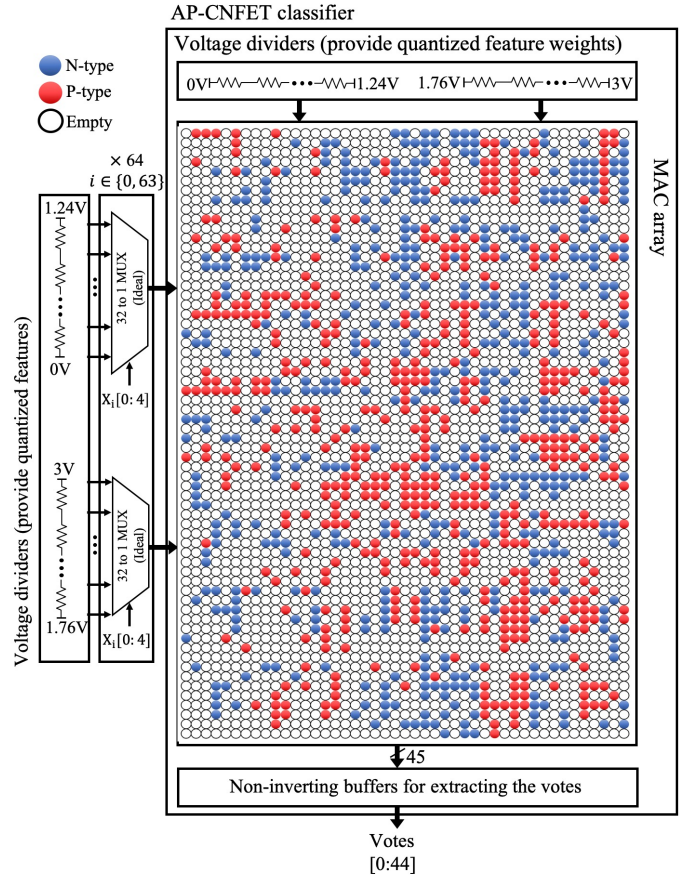 AP-CNFET classifier
Voltage dividers (provide quantized feature weights)
0V
1.24V
1.76V
3V
N-type
P-type
Empty
× 64
i ∈ {0, 63}
MAC array
Voltage dividers (provide quantized features)
1.24V
0V
32 to 1 MUX
(Ideal)
Xi[0: 4]
3V
1.76V
32 to 1 MUX
(Ideal)
Xi[0: 4]
45
Non-inverting buffers for extracting the votes
Votes
[0:44]